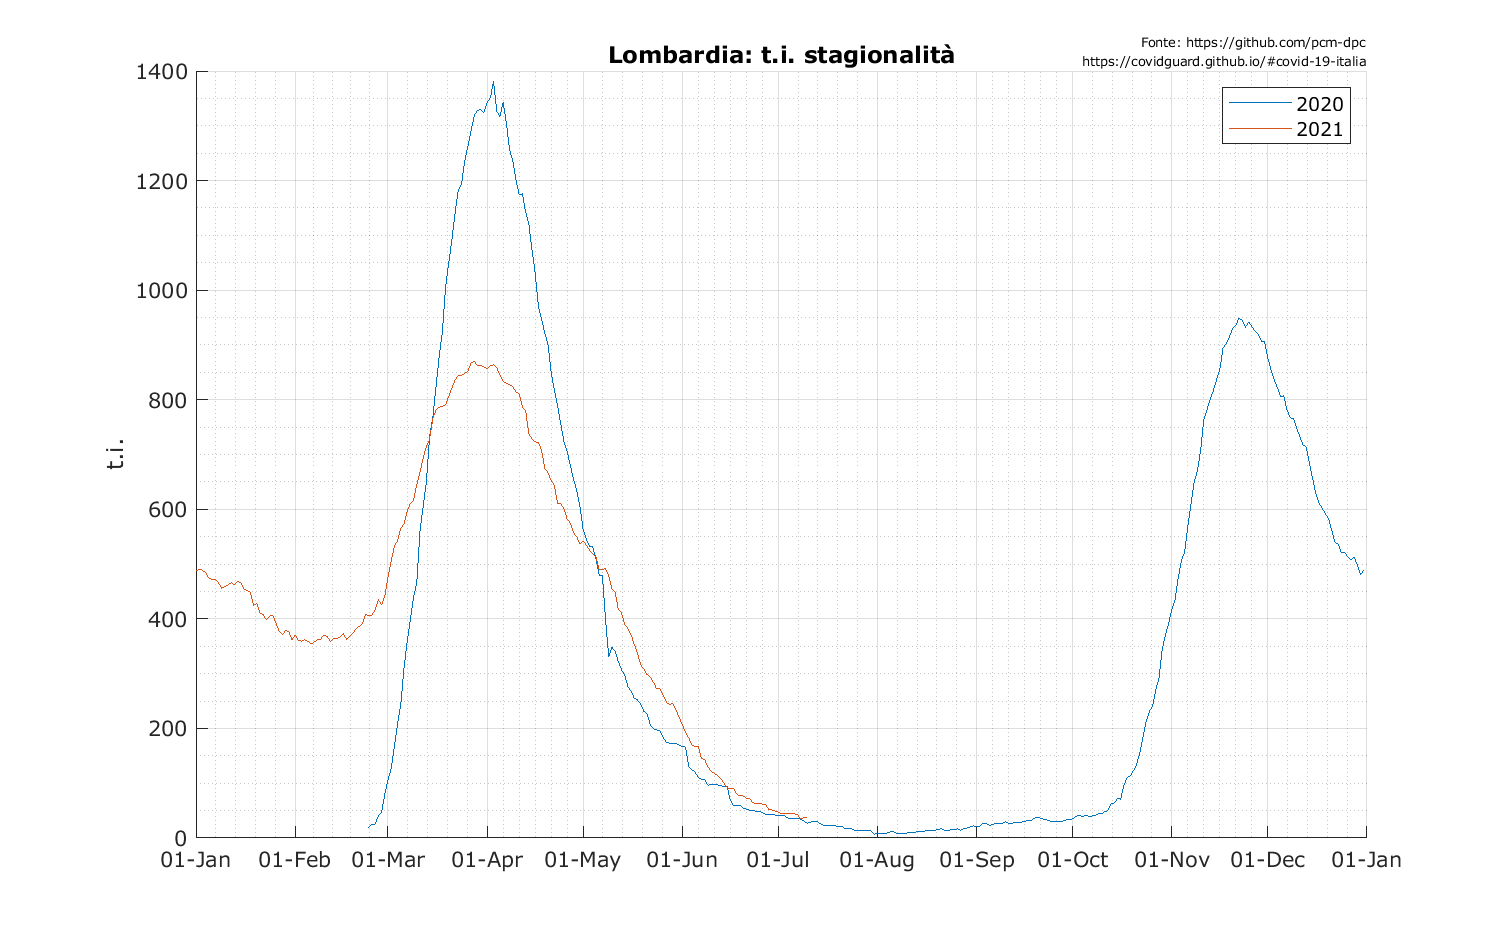 Fonte: https://github.com/pcm-dpc
https://covidguard.github.io/#covid-19-italia
Lombardia: t.i. stagionalità
2020
2021
t.i.
1400
1200
1000
800
600
400
200
0
01-Jan 01-Feb 01-Mar 01-Apr 01-May 01-Jun 01-Jul 01-Aug 01-Sep 01-Oct 01-Nov 01-Dec 01-Jan